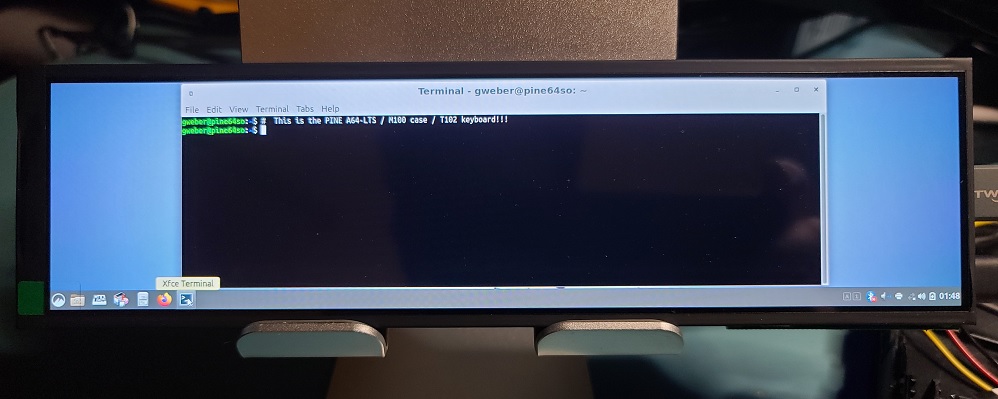 Terminal - gweber@pine64so: ~
File Edit View Terminal Tabs Help
gweber@pine64so:~$ #  This is the PINE A64-LTS / M100 case / T102 keyboard!!!
gweber@pine64so:~$
TW
Xfce Terminal
01:48